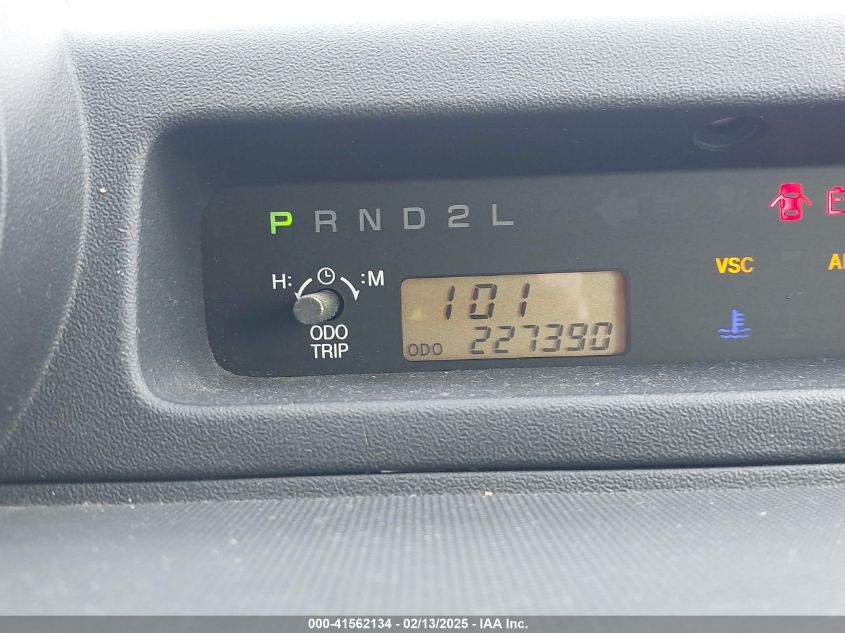 P R N D 2 L
H: :M
ODO
TRIP
101
ODO 227390
VSC
000-41562134 - 02/13/2025 - IAA Inc.